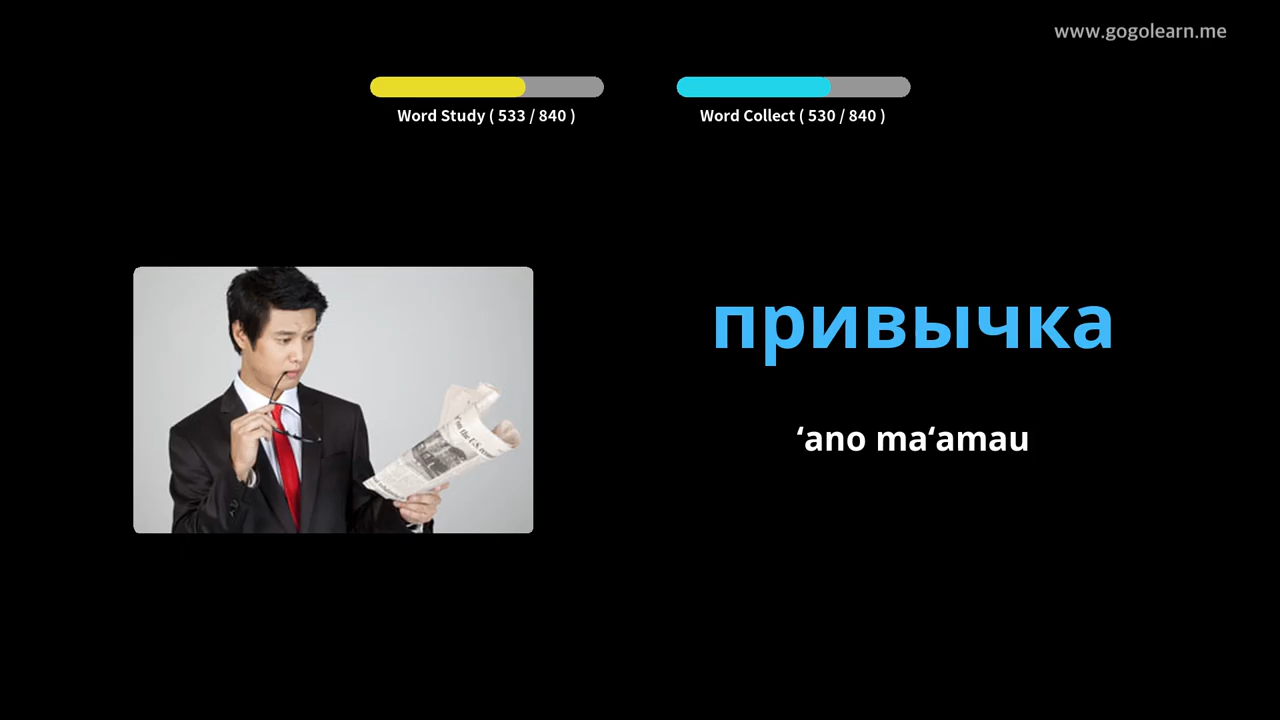 www.gogolearn.me
Word Study ( 533 / 840 )
Word Collect ( 530 / 840 )
привычка
ʻano maʻamau